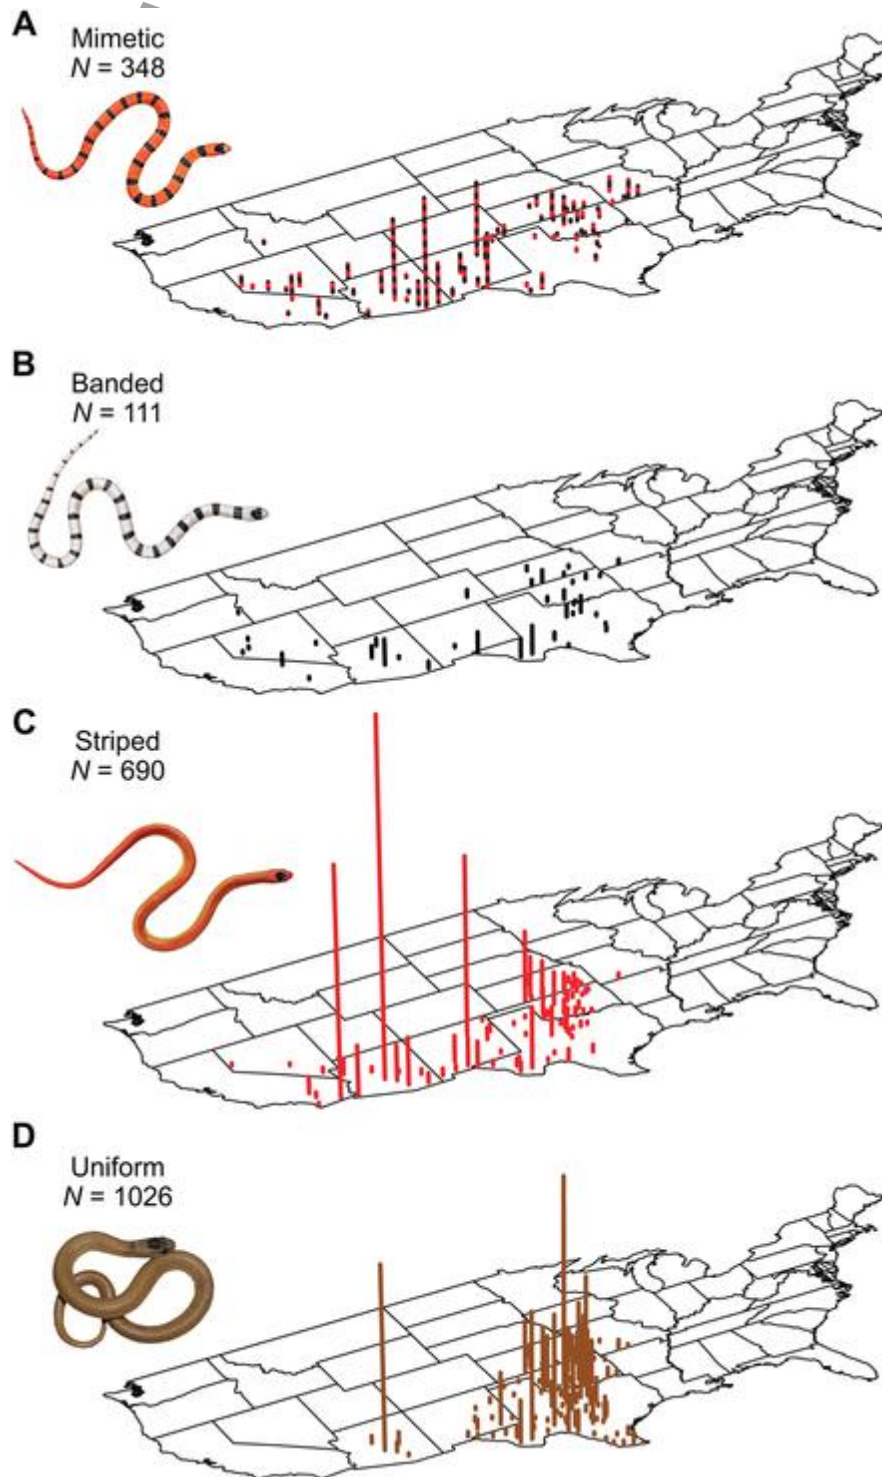 A
Mimetic
N = 348
B
Banded
N = 111
C
Striped
N = 690
D
Uniform
N = 1026